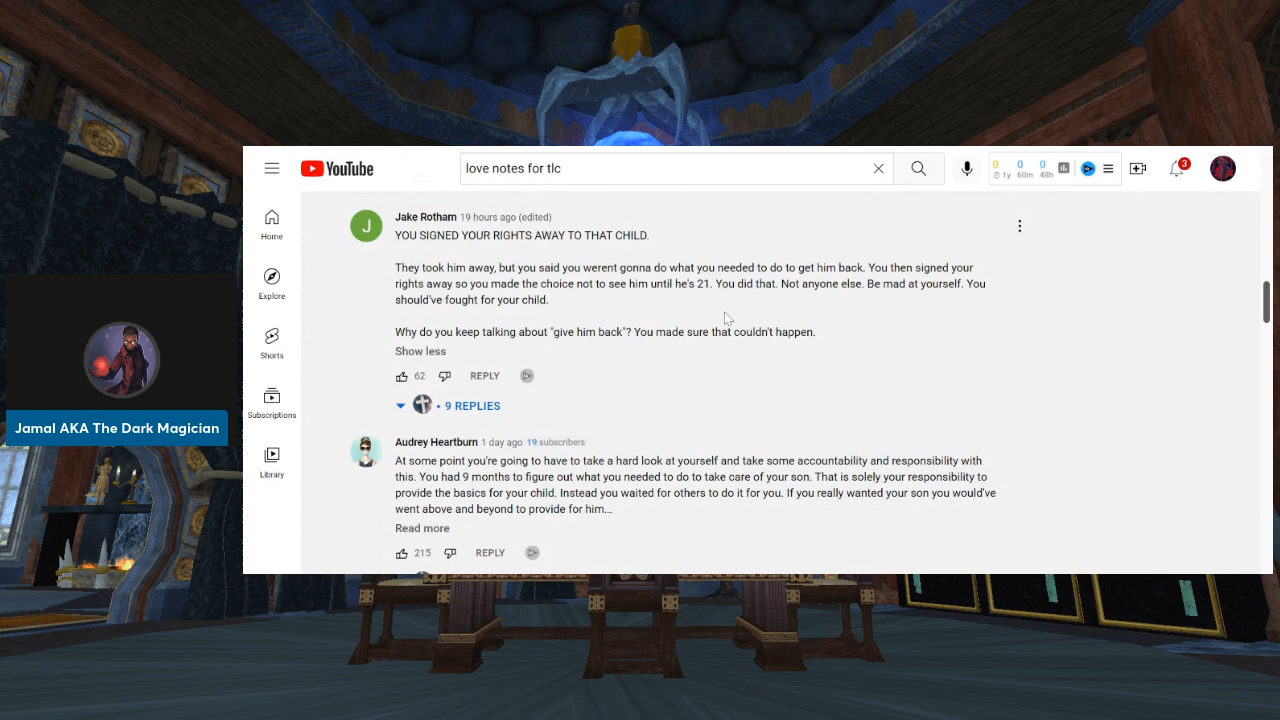 YouTube
love notes for tlc
0 0 0
1y 60m 48h
3
Home
Explore
Shorts
Subscriptions
Library
Jamal AKA The Dark Magician
J
Jake Rotham 19 hours ago (edited)
YOU SIGNED YOUR RIGHTS AWAY TO THAT CHILD.
They took him away, but you said you werent gonna do what you needed to do to get him back. You then signed your
rights away so you made the choice not to see him until he's 21. You did that. Not anyone else. Be mad at yourself. You
should've fought for your child.
Why do you keep talking about "give him back"? You made sure that couldn't happen.
Show less
62 REPLY
• 9 REPLIES
Audrey Heartburn 1 day ago 19 subscribers
At some point you're going to have to take a hard look at yourself and take some accountability and responsibility with
this. You had 9 months to figure out what you needed to do to take care of your son. That is solely your responsibility to
provide the basics for your child. Instead you waited for others to do it for you. If you really wanted your son you would've
went above and beyond to provide for him....
Read more
215 REPLY